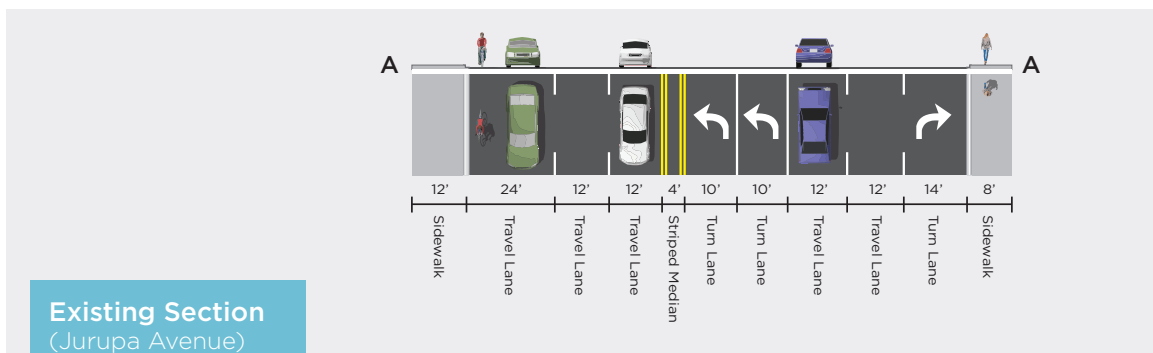 A A
12' 24' 12' 12' 4' 10' 10' 12' 12' 14' 8'
Sidewalk
Travel Lane
Travel Lane
Travel Lane
Striped Median
Turn Lane
Turn Lane
Travel Lane
Travel Lane
Turn Lane
Sidewalk
Existing Section
(Jurupa Avenue)